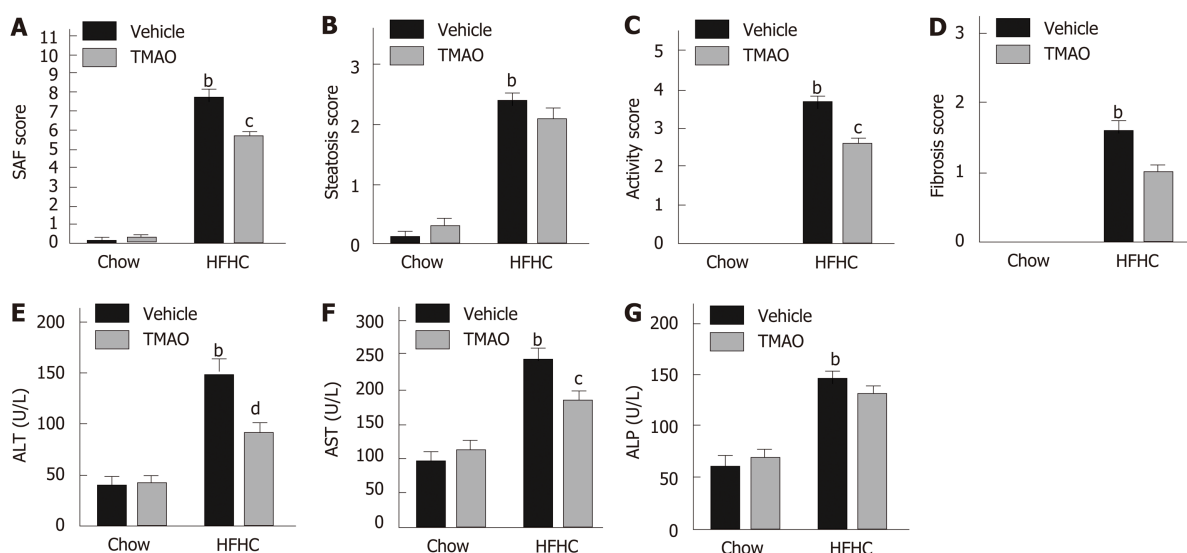 A
Vehicle
TMAO
SAF score
11
10
9
8
7
6
5
4
3
2
1
0
b
c
Chow
HFHC
B
Vehicle
TMAO
Steatosis score
3
2
1
0
b
Chow
HFHC
C
Vehicle
TMAO
Activity score
5
4
3
2
1
0
b
c
Chow
HFHC
D
Vehicle
TMAO
Fibrosis score
3
2
1
0
b
Chow
HFHC
E
Vehicle
TMAO
ALT (U/L)
200
150
100
50
0
b
d
Chow
HFHC
F
Vehicle
TMAO
AST (U/L)
300
250
200
150
100
50
0
b
c
Chow
HFHC
G
Vehicle
TMAO
ALP (U/L)
200
150
100
50
0
b
Chow
HFHC